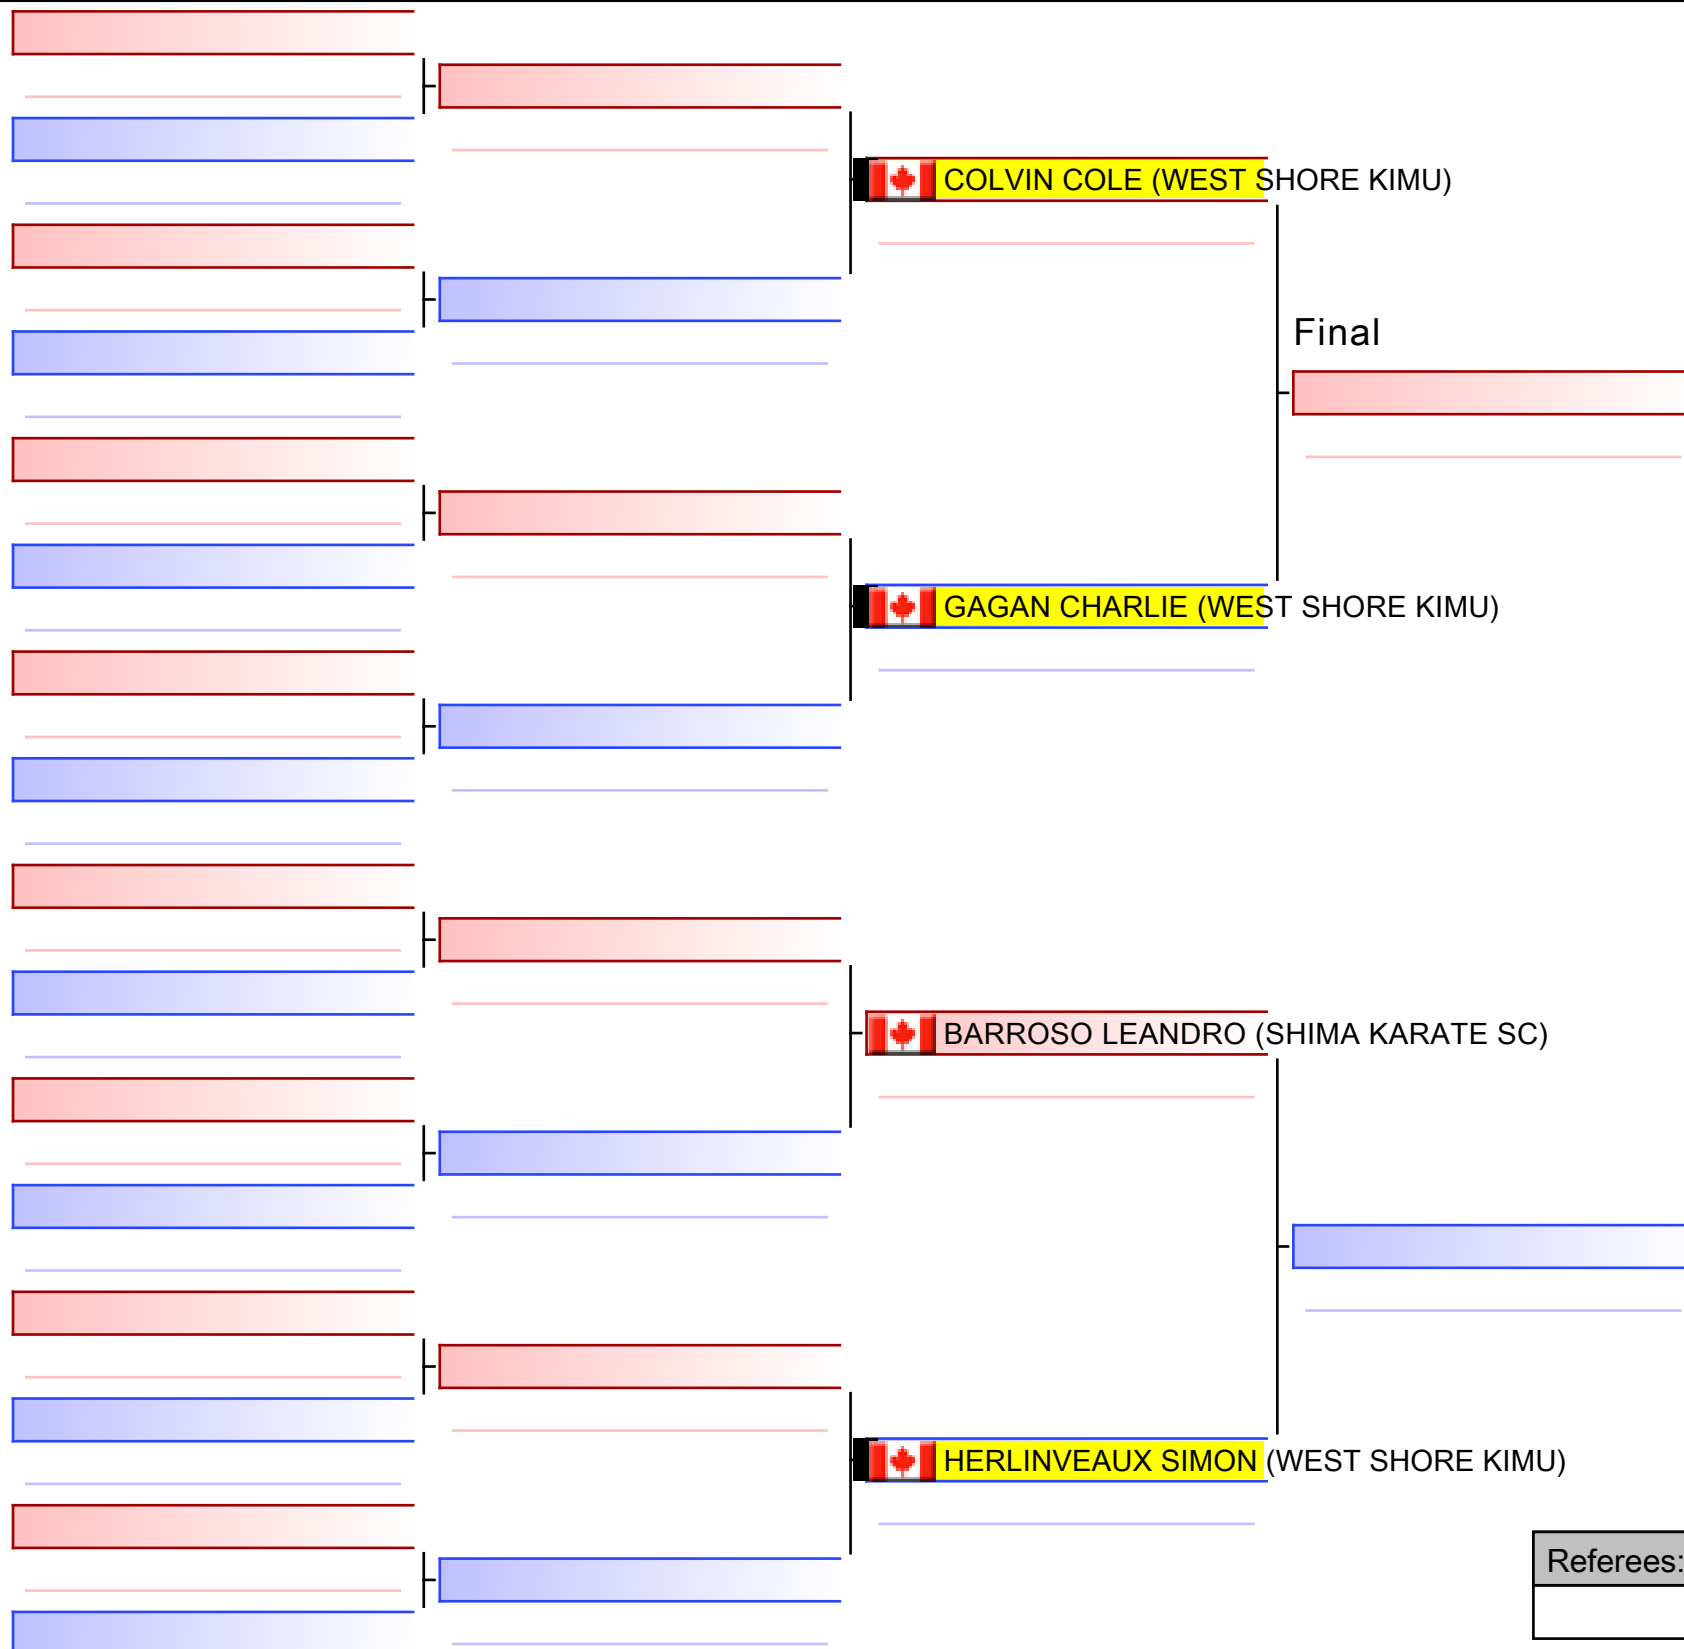 COLVIN COLE (WEST SHORE KIMU)
Final
GAGAN CHARLIE (WEST SHORE KIMU)
BARROSO LEANDRO (SHIMA KARATE SC)
HERLINVEAUX SIMON (WEST SHORE KIMU)
Referees: